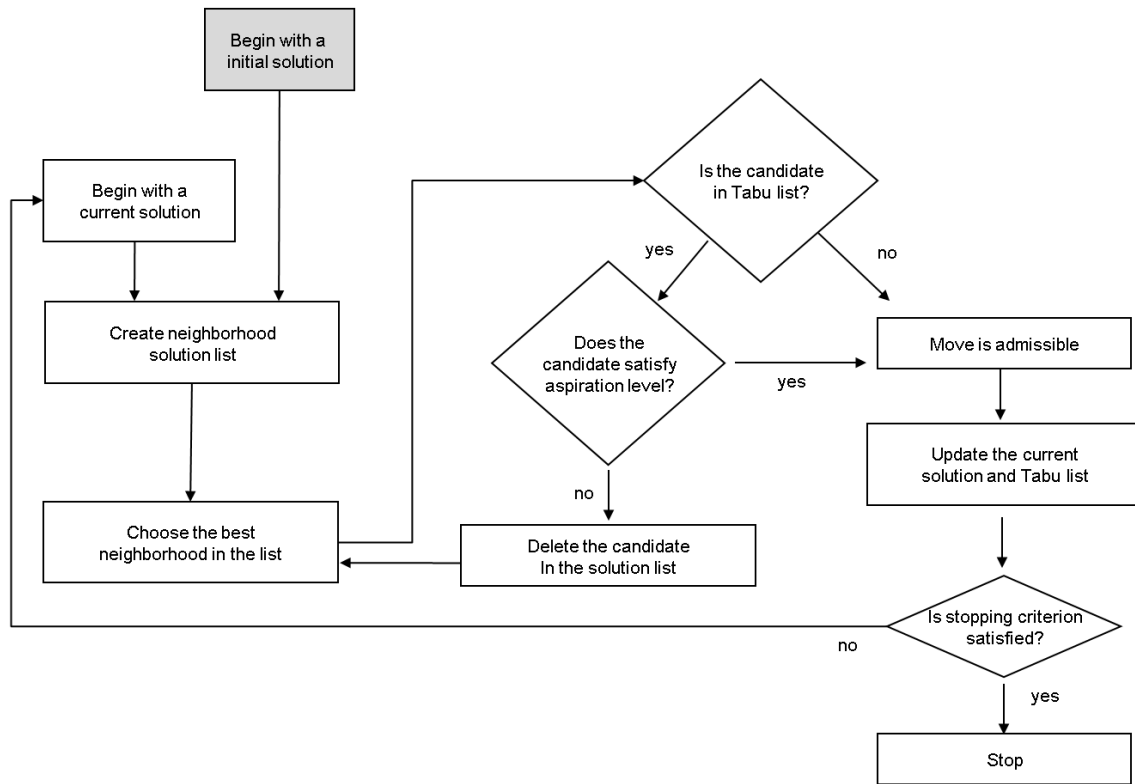 Begin with a
initial solution
Begin with a
current solution
Create neighborhood
solution list
Choose the best
neighborhood in the list
Is the candidate
in Tabu list?
yes
no
Does the
candidate satisfy
aspiration level?
yes
no
Delete the candidate
In the solution list
Move is admissible
Update the current
solution and Tabu list
Is stopping criterion
satisfied?
no
yes
Stop